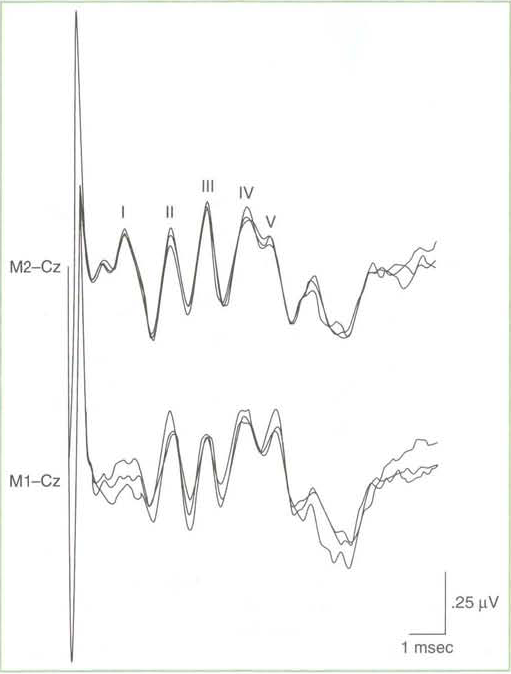 I II III IV V
M2–Cz
M1–Cz
.25 μV
1 msec